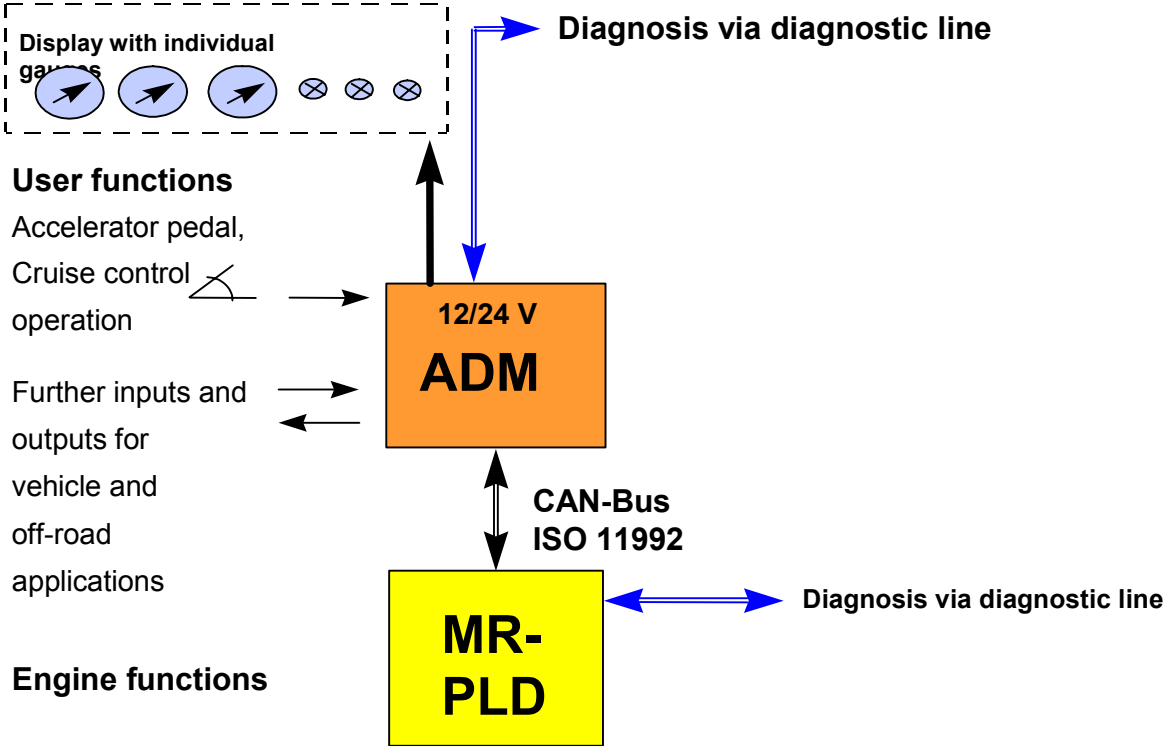 Display with individual
gauges
Diagnosis via diagnostic line
User functions
Accelerator pedal,
Cruise control
operation
12/24 V
ADM
Further inputs and
outputs for
vehicle and
off-road
applications
CAN-Bus
ISO 11992
MR-
PLD
Diagnosis via diagnostic line
Engine functions